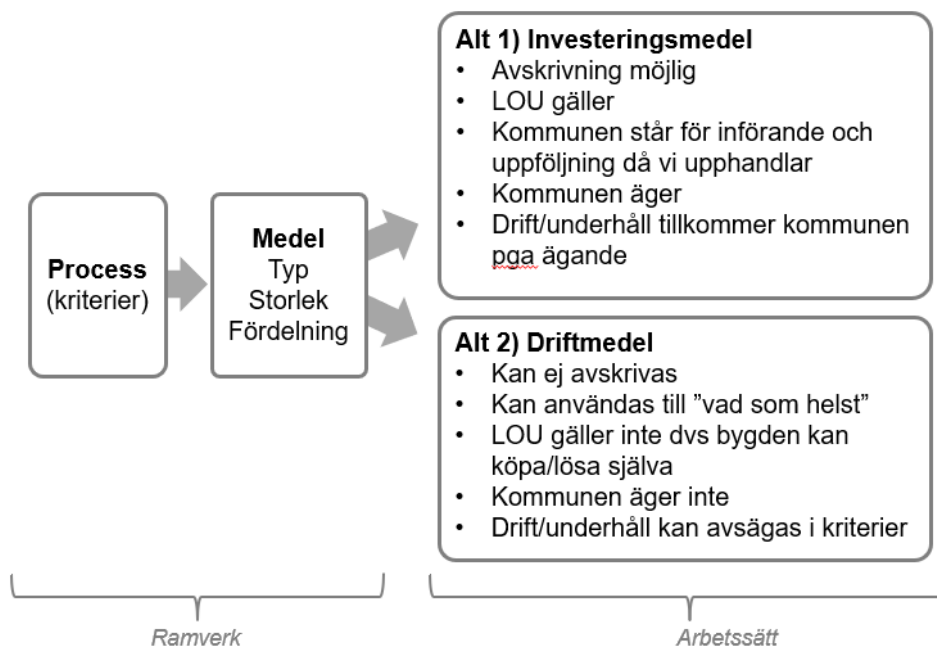 Process
(kriterier)
Medel
Typ
Storlek
Fördelning
Alt 1) Investeringsmedel
• Avskrivning möjlig
• LOU gäller
• Kommunen står för införande och
uppföljning då vi upphandlar
• Kommunen äger
• Drift/underhåll tillkommer kommunen
pga ägande
Alt 2) Driftmedel
• Kan ej avskrivas
• Kan användas till ”vad som helst”
• LOU gäller inte dvs bygden kan
köpa/lösa själva
• Kommunen äger inte
• Drift/underhåll kan avsägas i kriterier
Ramverk
Arbetssätt